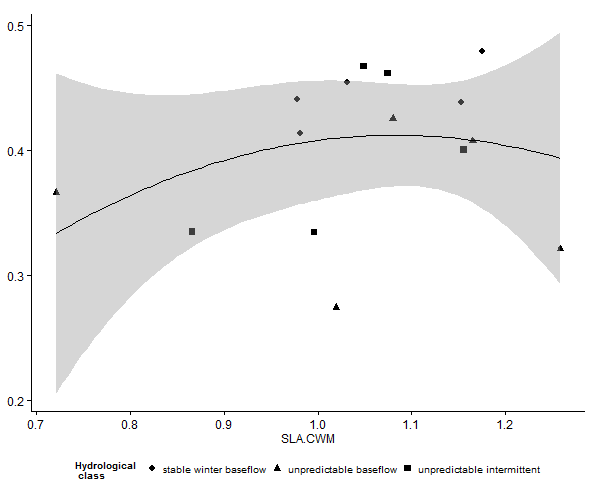 0.5
0.4
0.3
0.2
0.7 0.8 0.9 1.0 1.1 1.2
SLA.CWM
Hydrological
class
stable winter baseflow unpredictable baseflow unpredictable intermittent